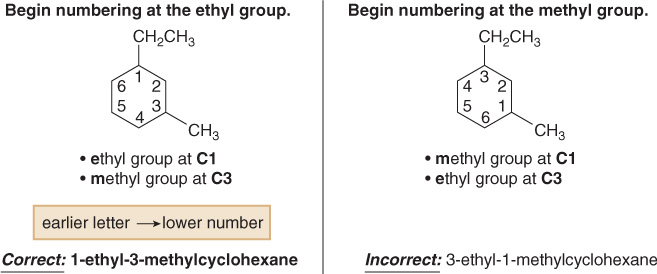 Begin numbering at the ethyl group.
CH₂CH₃
1
6
2
5
3
4
CH₃
• ethyl group at C1
• methyl group at C3
earlier letter → lower number
Correct: 1-ethyl-3-methylcyclohexane
Begin numbering at the methyl group.
CH₂CH₃
3
4
2
5
1
6
CH₃
• methyl group at C1
• ethyl group at C3
Incorrect: 3-ethyl-1-methylcyclohexane